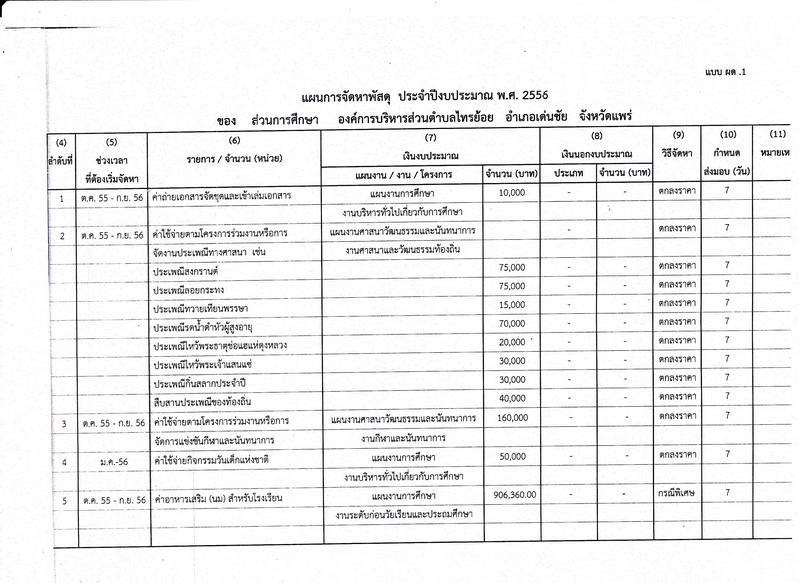 แบบ ผด .1
แผนการจัดหาพัสดุ ประจำปีงบประมาณ พ.ศ. 2556
ของ ส่วนการศึกษา องค์การบริหารส่วนตำบลไทรย้อย อำเภอเด่นชัย จังหวัดแพร่
(4) (5) (6) (7) (8) (9) (10) (11)
ลำดับที่ ช่วงเวลา รายการ / จำนวน (หน่วย) เงินงบประมาณ เงินนอกงบประมาณ วิธีจัดหา กำหนด หมายเห
ที่ต้องเริ่มจัดหา แผนงาน / งาน / โครงการ จำนวน (บาท) ประเภท จำนวน (บาท) ส่งมอบ (วัน)
1 ต.ค. 55 - ก.ย. 56 ค่าถ่ายเอกสารจัดชุดและเข้าเล่มเอกสาร แผนงานการศึกษา 10,000 - - ตกลงราคา 7
งานบริหารทั่วไปเกี่ยวกับการศึกษา
2 ต.ค. 55 - ก.ย. 56 ค่าใช้จ่ายตามโครงการร่วมงานหรือการ แผนงานศาสนาวัฒนธรรมและนันทนาการ - - ตกลงราคา 7
จัดงานประเพณีทางศาสนา เช่น งานศาสนาและวัฒนธรรมท้องถิ่น
ประเพณีสงกรานต์ 75,000 - - ตกลงราคา 7
ประเพณีลอยกระทง 75,000 - - ตกลงราคา 7
ประเพณีทวายเทียนพรรษา 15,000 - - ตกลงราคา 7
ประเพณีรดน้ำดำหัวผู้สูงอายุ 70,000 - - ตกลงราคา 7
ประเพณีไหว้พระธาตุช่อแฮแห่ตุงหลวง 20,000 - - ตกลงราคา 7
ประเพณีไหว้พระเจ้าแสนแซ่ 30,000 - - ตกลงราคา 7
ประเพณีกิ๋นสลากประจำปี 30,000 - - ตกลงราคา 7
สืบสานประเพณีของท้องถิ่น 40,000 - - ตกลงราคา 7
3 ต.ค. 55 - ก.ย. 56 ค่าใช้จ่ายตามโครงการร่วมงานหรือการ แผนงานศาสนาวัฒนธรรมและนันทนาการ 160,000 - - ตกลงราคา 7
จัดการแข่งขันกีฬาและนันทนาการ งานกีฬาและนันทนาการ
4 ม.ค.-56 ค่าใช้จ่ายกิจกรรมวันเด็กแห่งชาติ แผนงานการศึกษา 50,000 - - ตกลงราคา 7
งานบริหารทั่วไปเกี่ยวกับการศึกษา
5 ต.ค. 55 - ก.ย. 56 ค่าอาหารเสริม (นม) สำหรับโรงเรียน แผนงานการศึกษา 906,360.00 - - กรณีพิเศษ 7
งานระดับก่อนวัยเรียนและประถมศึกษา